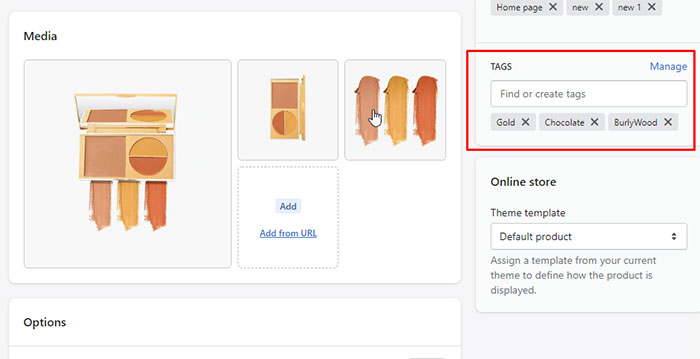 Media
Add
Add from URL
Options
Home page ✕ new ✕ new 1 ✕
TAGS Manage
Find or create tags
Gold ✕ Chocolate ✕ BurlyWood ✕
Online store
Theme template
Default product
Assign a template from your current
theme to define how the product is
displayed.